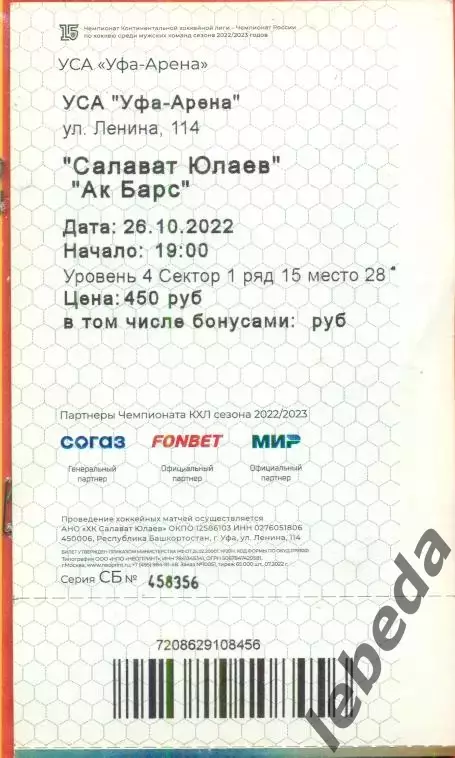 15 Чемпионат Континентальной хоккейной лиги – Чемпионат России
по хоккею среди мужских команд сезона 2022/2023 годов
УСА «Уфа-Арена»
УСА "Уфа-Арена"
ул. Ленина, 114
"Салават Юлаев"
"Ак Барс"
Дата: 26.10.2022
Начало: 19:00
Уровень 4 Сектор 1 ряд 15 место 28
Цена: 450 руб
в том числе бонусами: руб
Партнеры Чемпионата КХЛ сезона 2022/2023
СОГАЗ FONBET МИР
Генеральный Официальный Официальный
партнер партнер партнер
Проведение хоккейных матчей осуществляется
АНО «ХК Салават Юлаев» ОКПО 12586103 ИНН 0276051806
450006, Республика Башкортостан, г. Уфа, ул. Ленина, 114
Серия СБ № 458356
7208629108456
lebeda